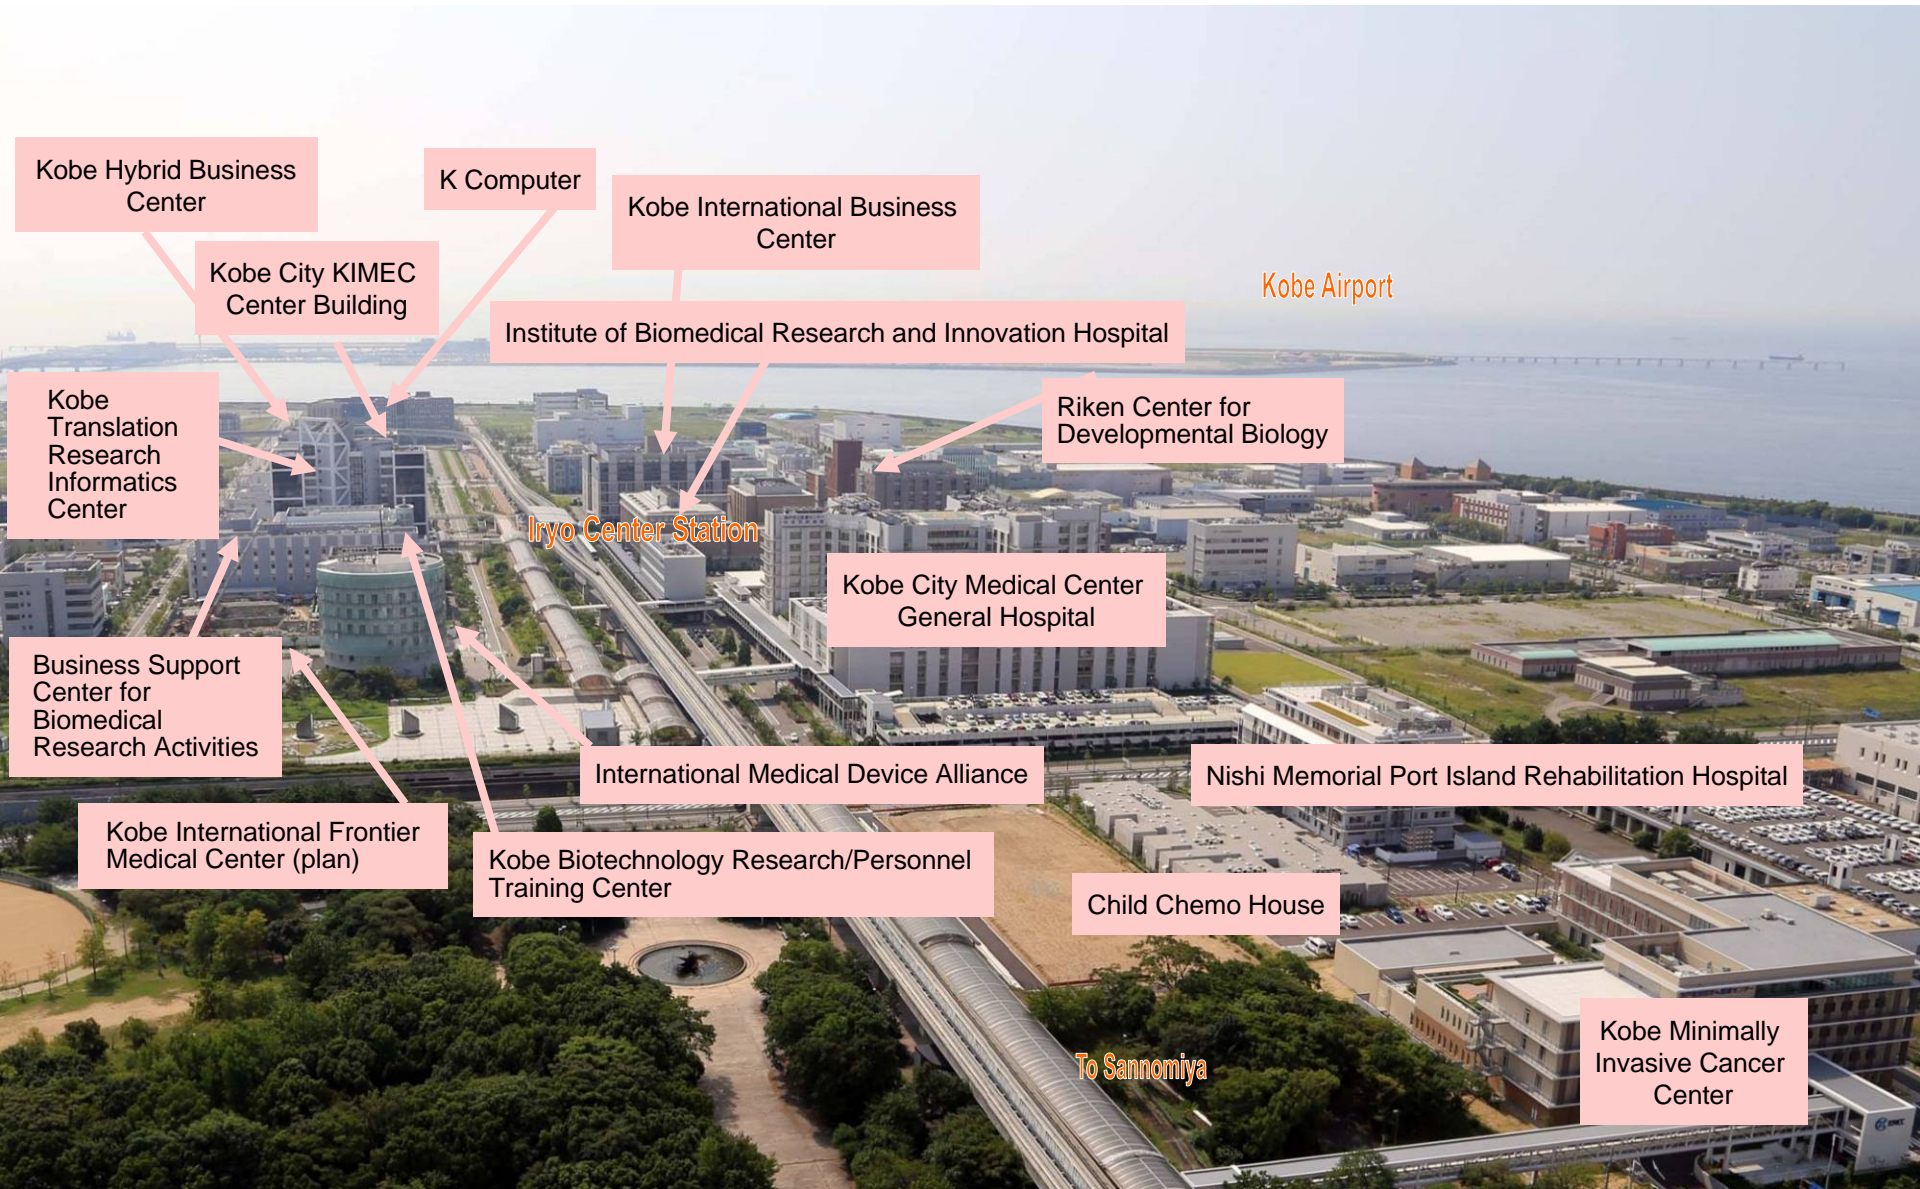 Kobe Hybrid Business
Center
K Computer
Kobe International Business
Center
Kobe City KIMEC
Center Building
Kobe Airport
Institute of Biomedical Research and Innovation Hospital
Kobe
Translation
Research
Informatics
Center
Riken Center for
Developmental Biology
Iryo Center Station
Kobe City Medical Center
General Hospital
Business Support
Center for
Biomedical
Research Activities
International Medical Device Alliance
Nishi Memorial Port Island Rehabilitation Hospital
Kobe International Frontier
Medical Center (plan)
Kobe Biotechnology Research/Personnel
Training Center
Child Chemo House
Kobe Minimally
Invasive Cancer
Center
To Sannomiya